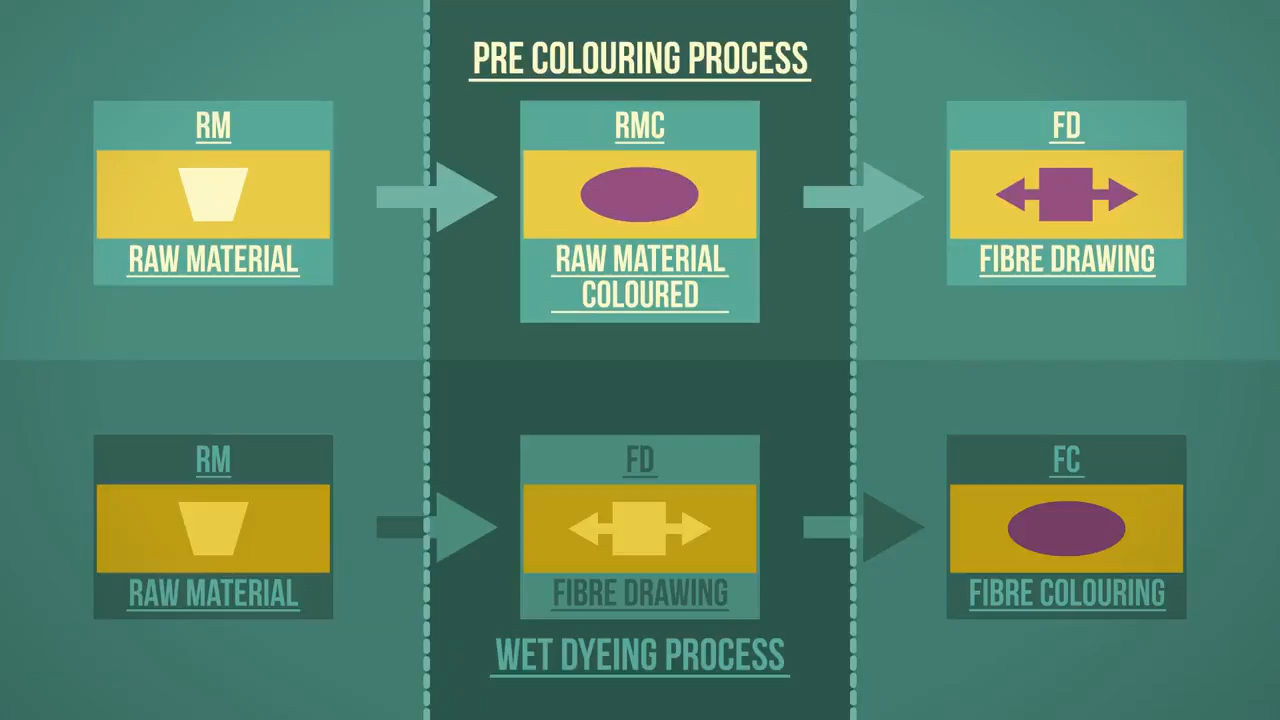 PRE COLOURING PROCESS
RM
RAW MATERIAL
RMC
RAW MATERIAL
COLOURED
FD
FIBRE DRAWING
RM
RAW MATERIAL
FD
FIBRE DRAWING
FC
FIBRE COLOURING
WET DYEING PROCESS